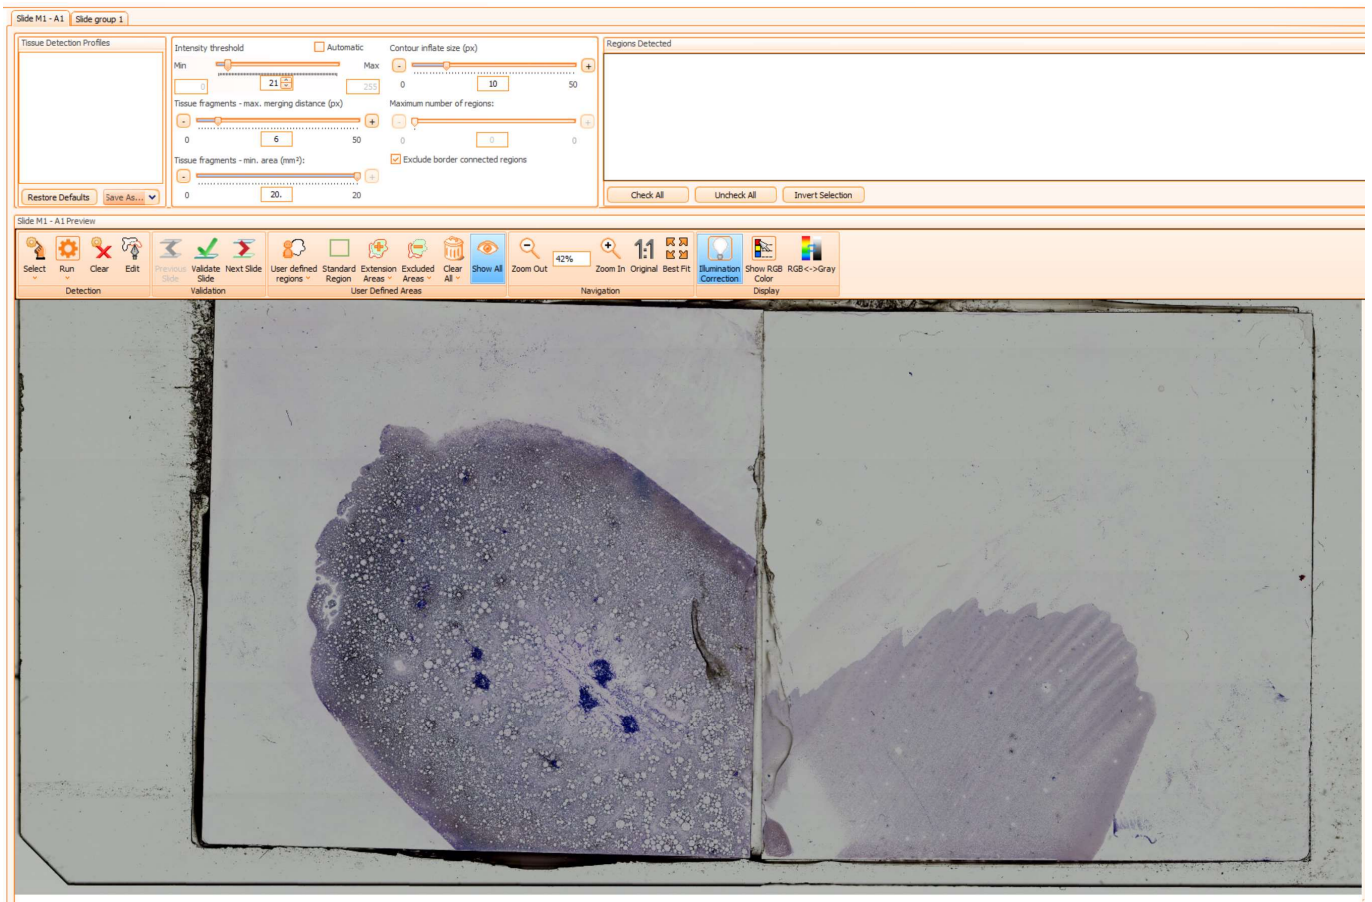 Slide M1 - A1 Slide group 1
Tissue Detection Profiles
Restore Defaults Save As...
Intensity threshold Automatic
Min Max
0 21 255
Tissue fragments - max. merging distance (px)
- +
0 6 50
Tissue fragments - min. area (mm²):
- +
0 20. 20
Contour inflate size (px)
- +
0 10 50
Maximum number of regions:
- +
0 0 0
Exclude border connected regions
Regions Detected
Check All Uncheck All Invert Selection
Slide M1 - A1 Preview
Select Run Clear Edit
Detection
Previous Slide Validate Slide Next Slide
Validation
User defined regions Standard Region Extension Areas Excluded Areas Clear All Show All
User Defined Areas
Zoom Out 42% Zoom In 1:1 Original Best Fit
Navigation
Illumination Correction Show RGB Color RGB<->Gray
Display